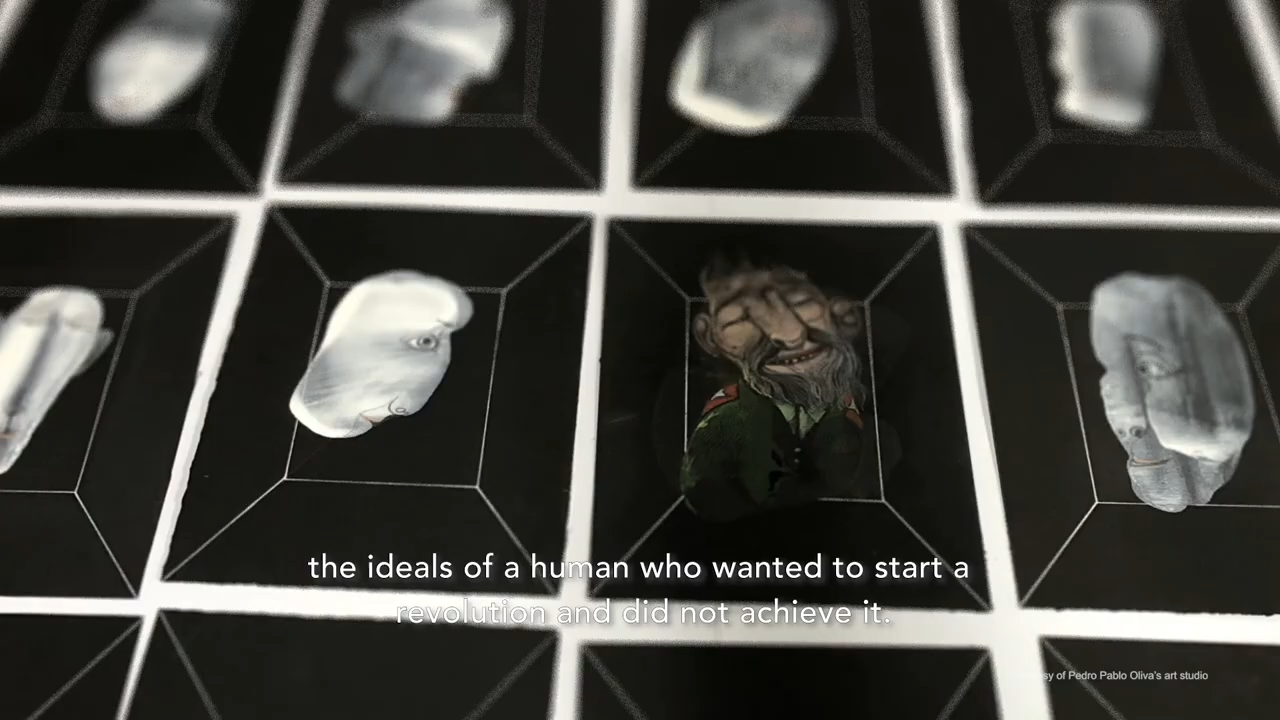 the ideals of a human who wanted to start a
revolution and did not achieve it.
of Pedro Pablo Oliva's art studio